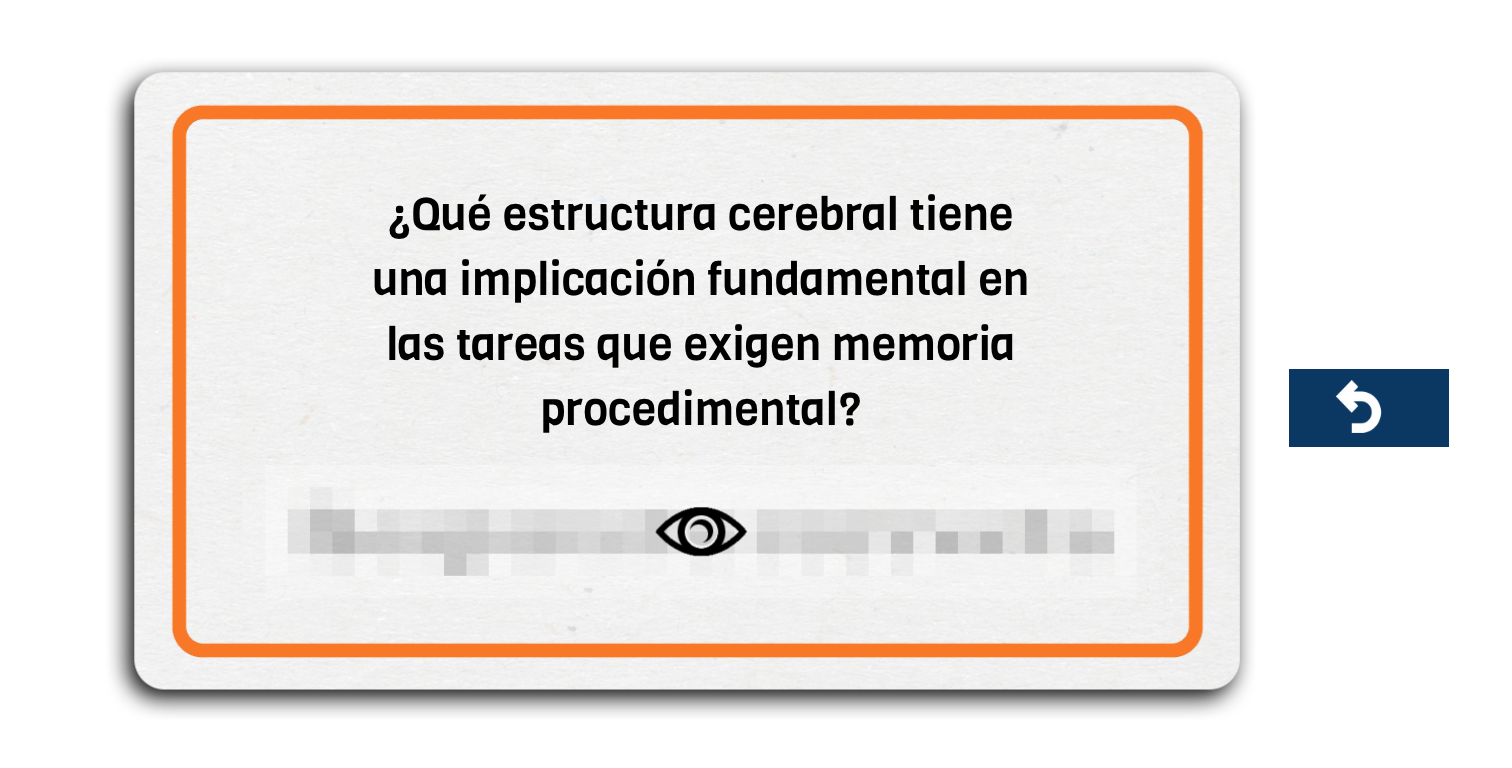 ¿Qué estructura cerebral tiene
una implicación fundamental en
las tareas que exigen memoria
procedimental?